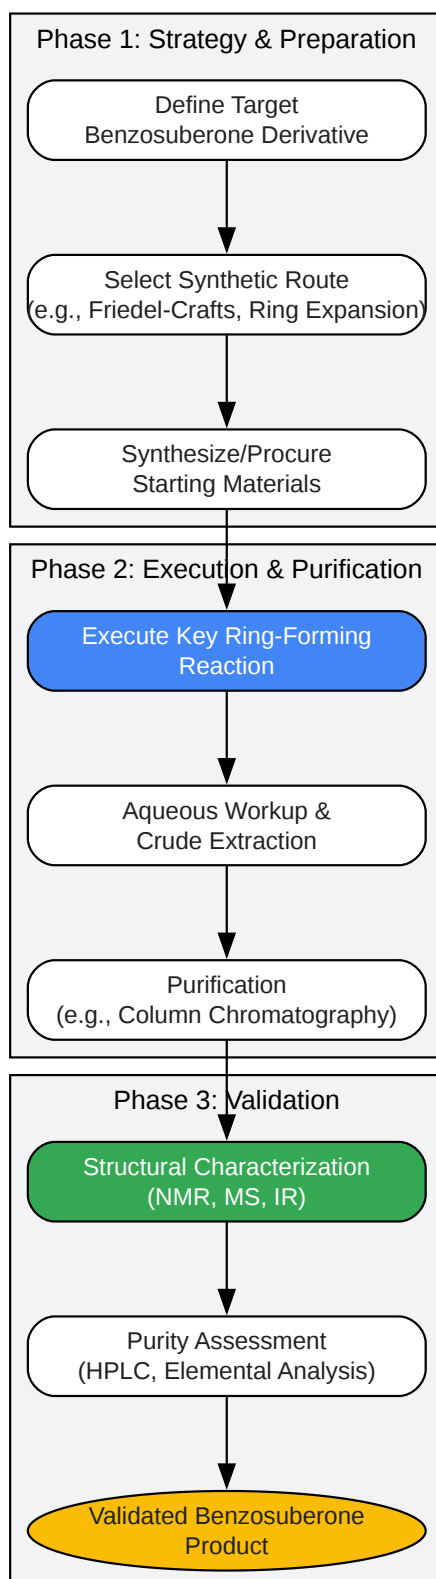 Phase 1: Strategy & Preparation
Define Target
Benzosuberone Derivative
Select Synthetic Route
(e.g., Friedel-Crafts, Ring Expansion)
Synthesize/Procure
Starting Materials
Phase 2: Execution & Purification
Execute Key Ring-Forming
Reaction
Aqueous Workup &
Crude Extraction
Purification
(e.g., Column Chromatography)
Phase 3: Validation
Structural Characterization
(NMR, MS, IR)
Purity Assessment
(HPLC, Elemental Analysis)
Validated Benzosuberone
Product